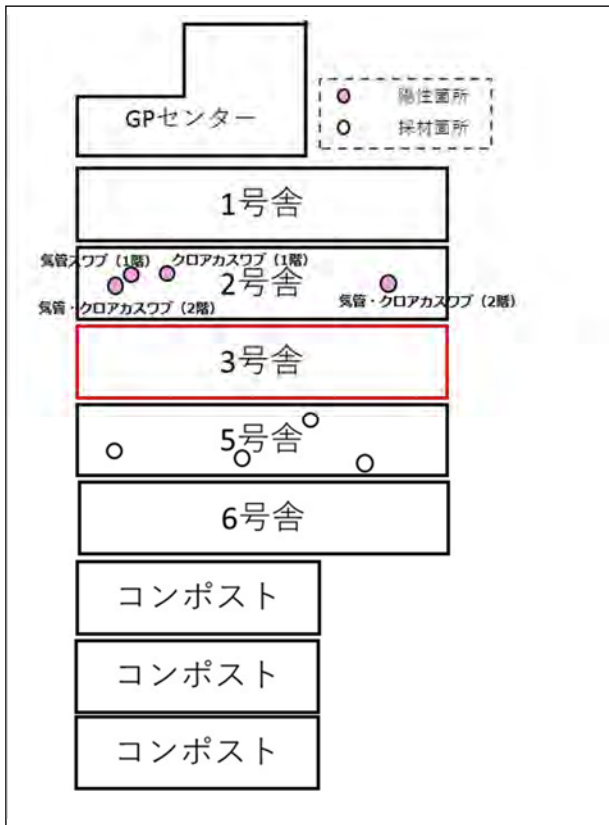 GPセンター
陽性箇所
採材箇所
1号舎
気管スワブ（1階）
クロアカスワブ（1階）
2号舎
気管・クロアカスワブ（2階）
気管・クロアカスワブ（2階）
3号舎
5号舎
6号舎
コンポスト
コンポスト
コンポスト